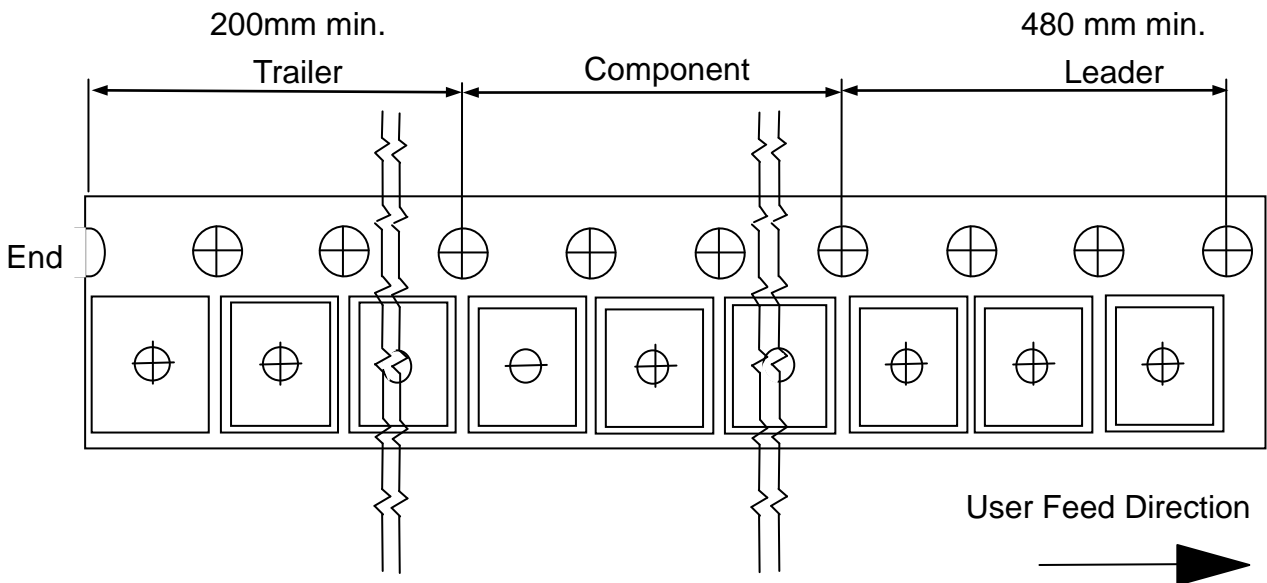 200mm min.
480 mm min.
Trailer
Component
Leader
End
User Feed Direction